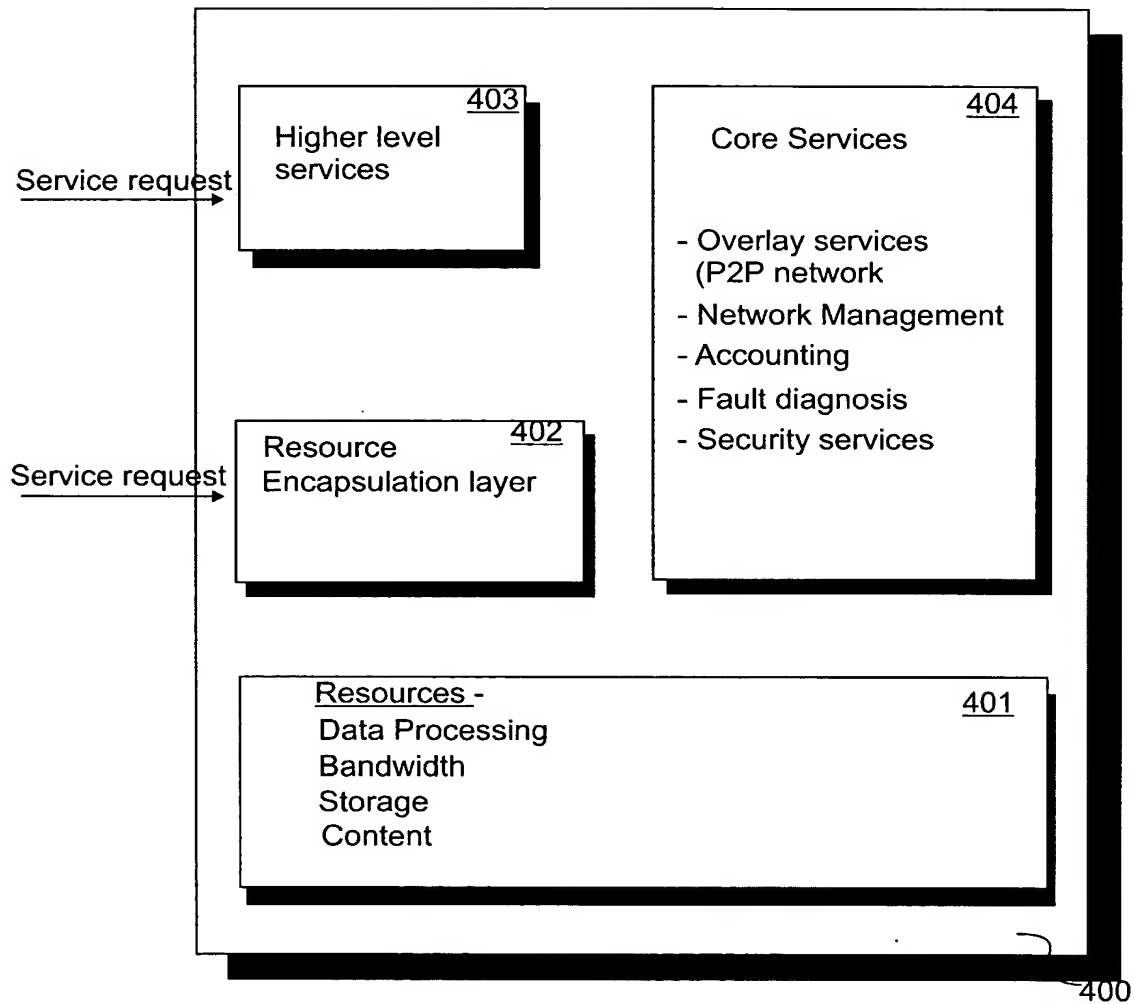 403
Higher level
services
Service request
404
Core Services
- Overlay services
(P2P network
- Network Management
- Accounting
- Fault diagnosis
- Security services
402
Resource
Encapsulation layer
Service request
401
Resources -
Data Processing
Bandwidth
Storage
Content
400